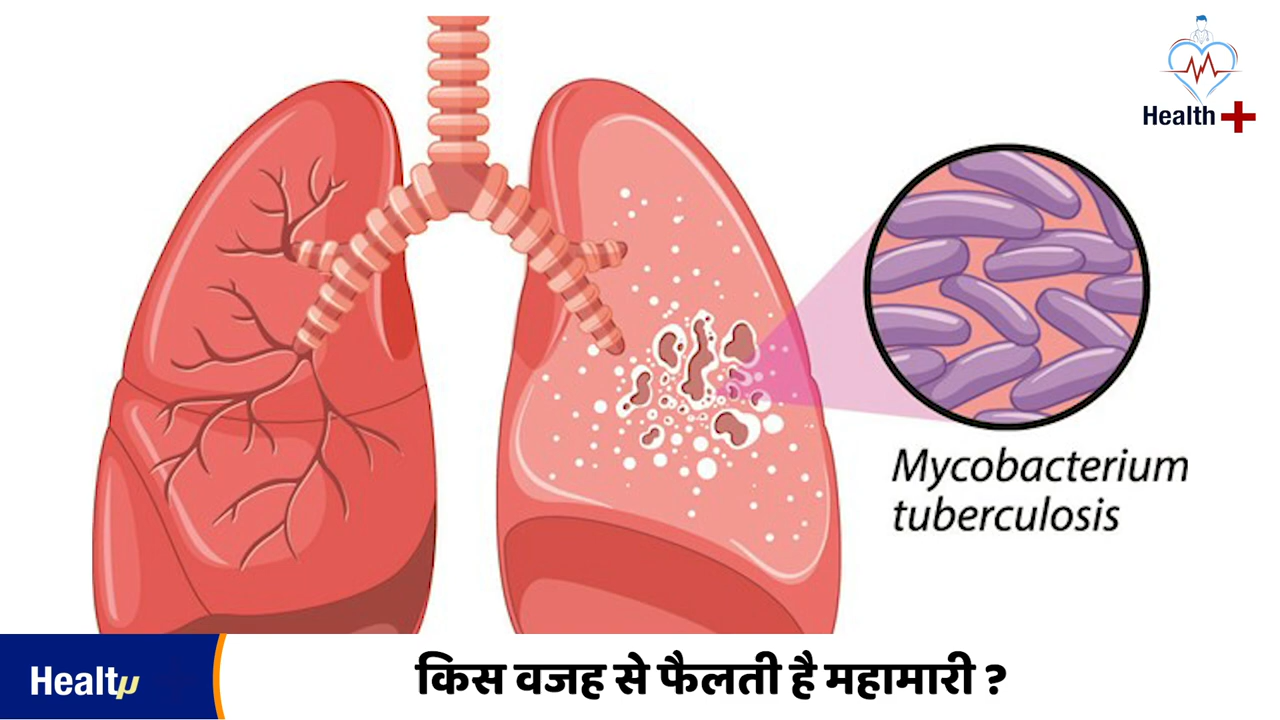 Health
Mycobacterium
tuberculosis
Healtµ
किस वजह से फैलती है महामारी ?